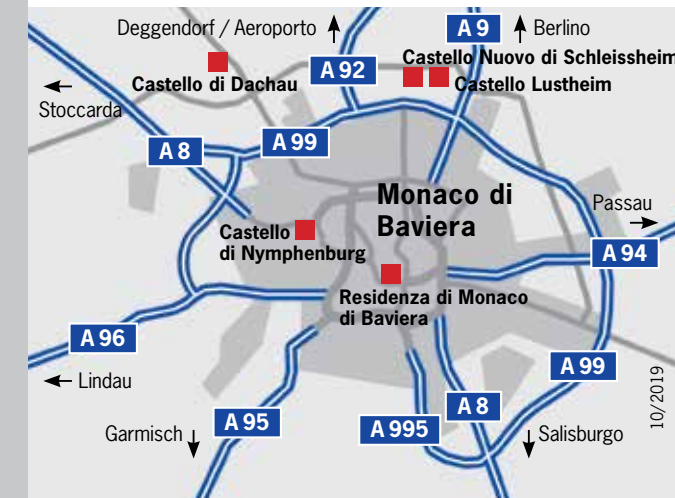 Deggendorf / Aeroporto
A 9
Berlino
Castello Nuovo di Schleissheim
A 92
Castello di Dachau
Castello Lustheim
Stoccarda
A 99
A 8
Monaco di
Baviera
Passau
Castello
di Nymphenburg
A 94
Residenza di Monaco
di Baviera
A 96
Lindau
A 99
10/2019
A 8
A 95
A 995
Garmisch
Salisburgo